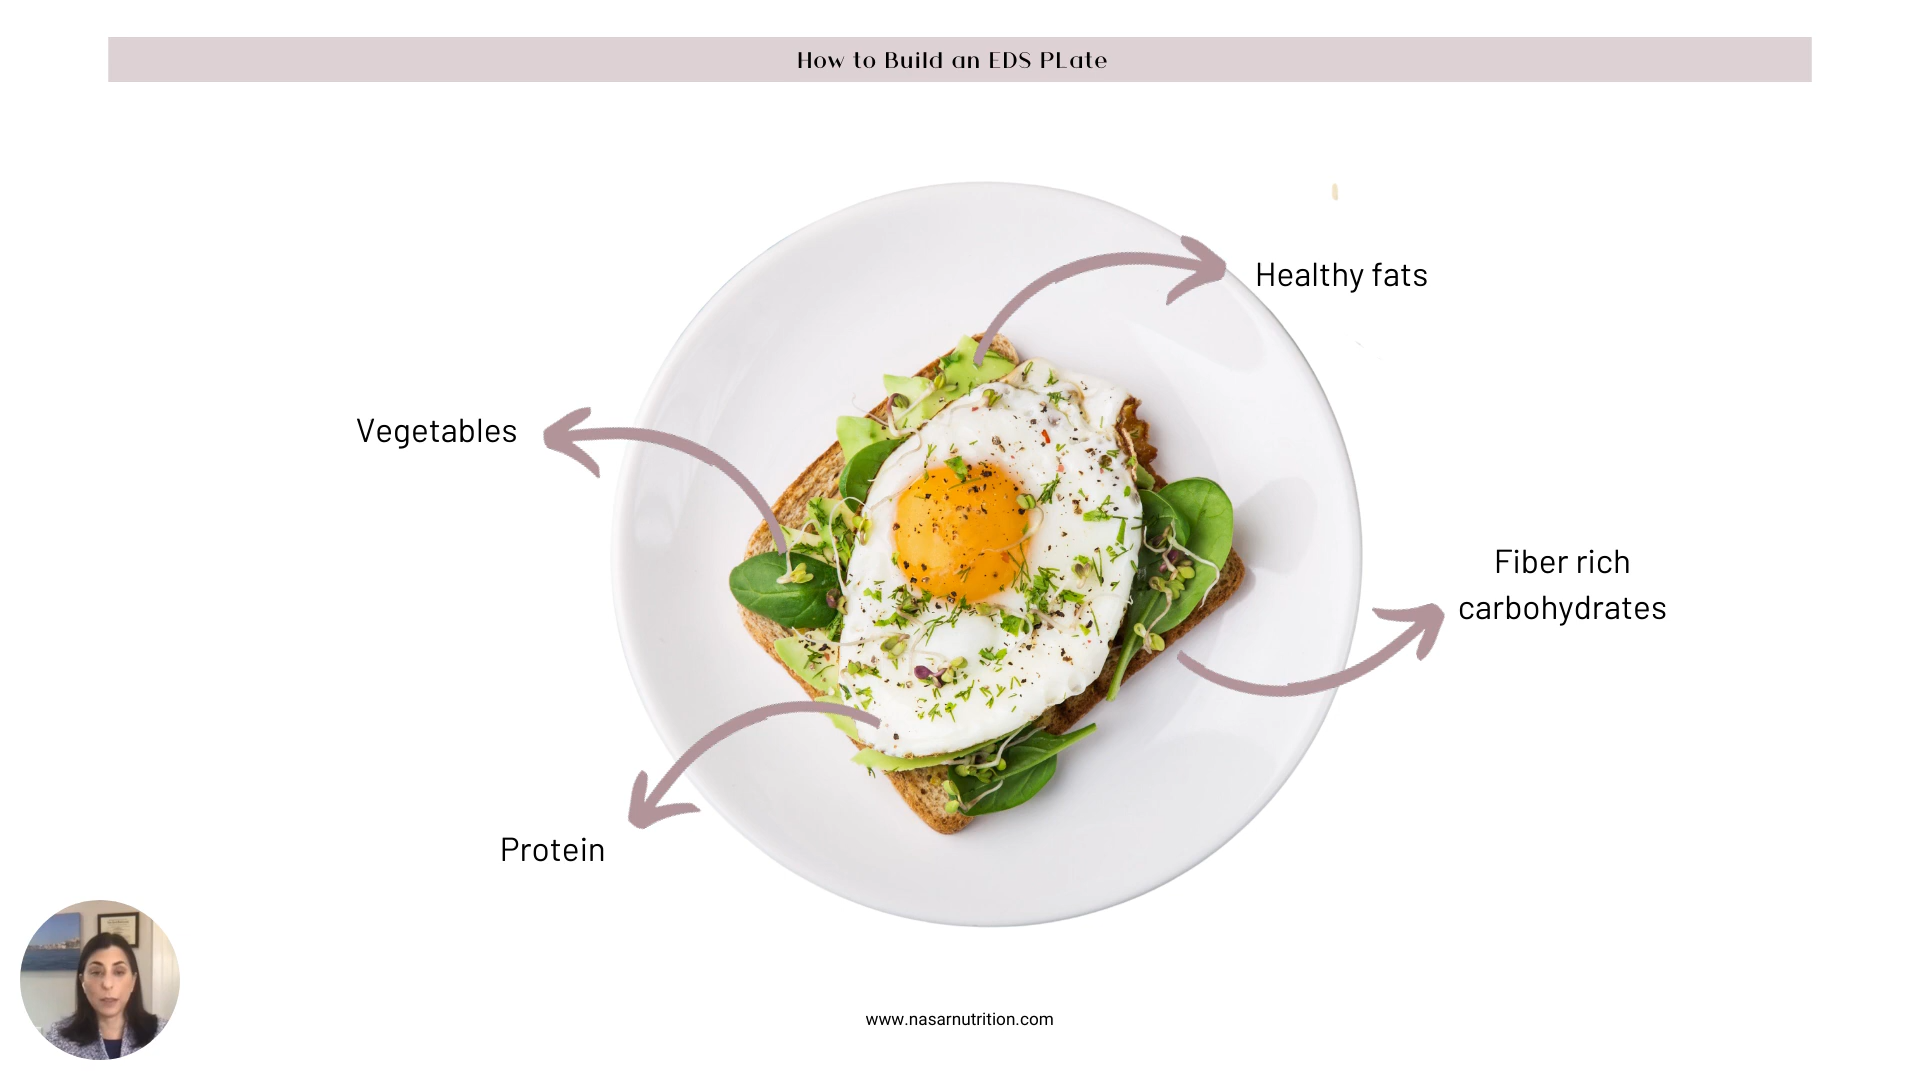 How to Build an EDS PLate
Healthy fats
Vegetables
Fiber rich
carbohydrates
Protein
www.nasarnutrition.com